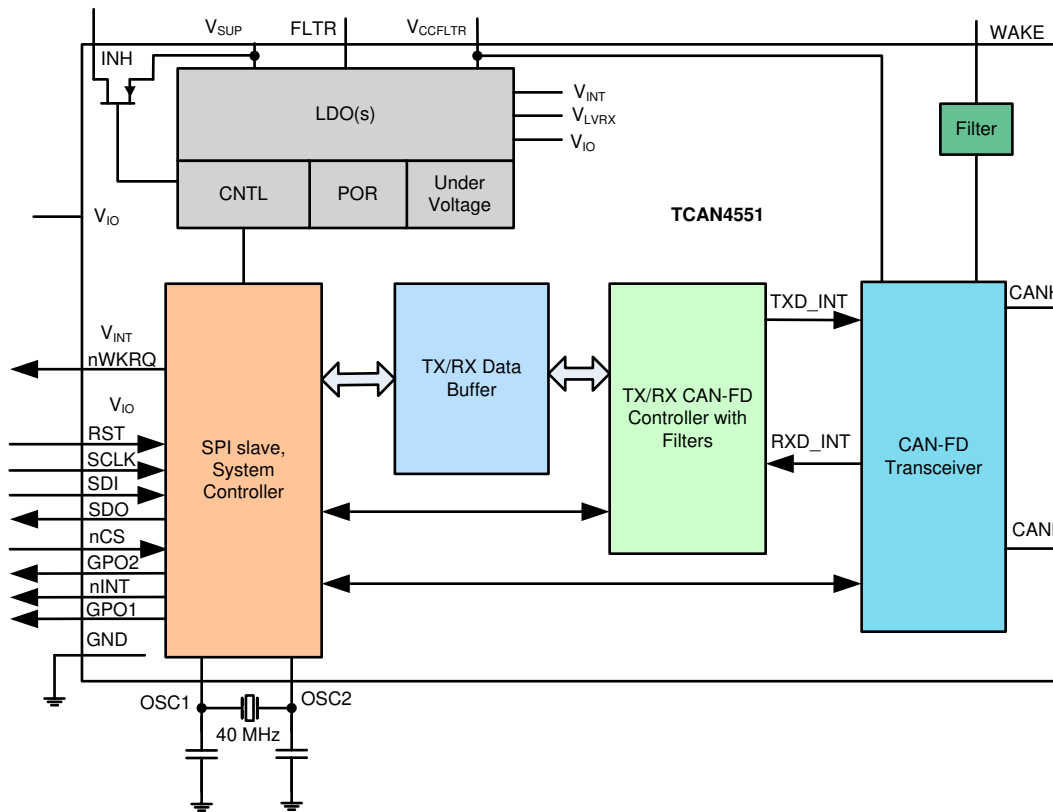 VSUP
FLTR
VCCFLTR
WAKE
INH
LDO(s)
VINT
VLVRX
VIO
Filter
CNTL
POR
Under
Voltage
TCAN4551
VIO
VINT
nWKRQ
VIO
RST
SCLK
SDI
SDO
nCS
GPO2
nINT
GPO1
GND
SPI slave,
System
Controller
TX/RX Data
Buffer
TX/RX CAN-FD
Controller with
Filters
TXD_INT
RXD_INT
CAN-FD
Transceiver
CANH
OSC1
OSC2
40 MHz